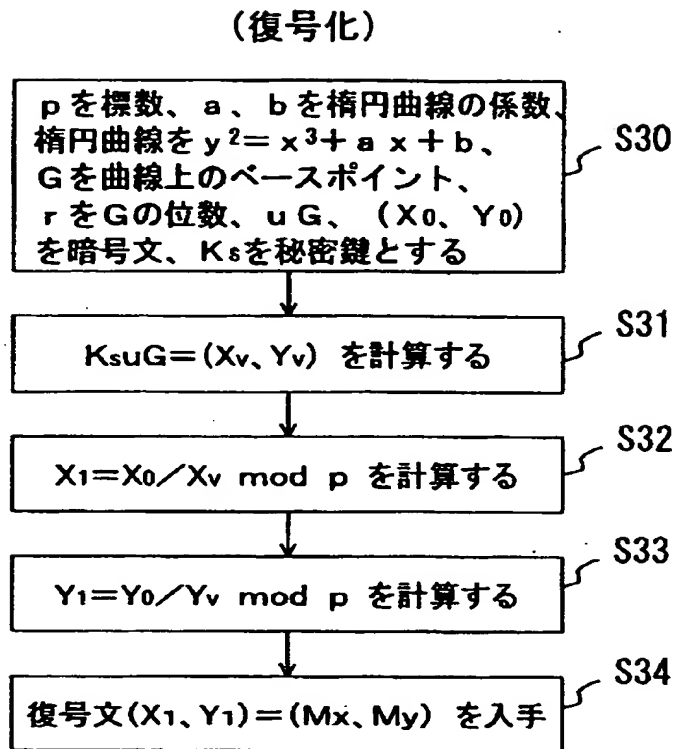 (復号化)
pを標数、a、bを楕円曲線の係数、
楕円曲線をy²＝x³＋ax＋b、
Gを曲線上のベースポイント、
rをGの位数、uG、(X₀、Y₀)
を暗号文、Ksを秘密鍵とする
S30
KsuG＝(Xv、Yv) を計算する
S31
X₁＝X₀／Xv mod p を計算する
S32
Y₁＝Y₀／Yv mod p を計算する
S33
復号文(X₁、Y₁)＝(Mx、My) を入手
S34